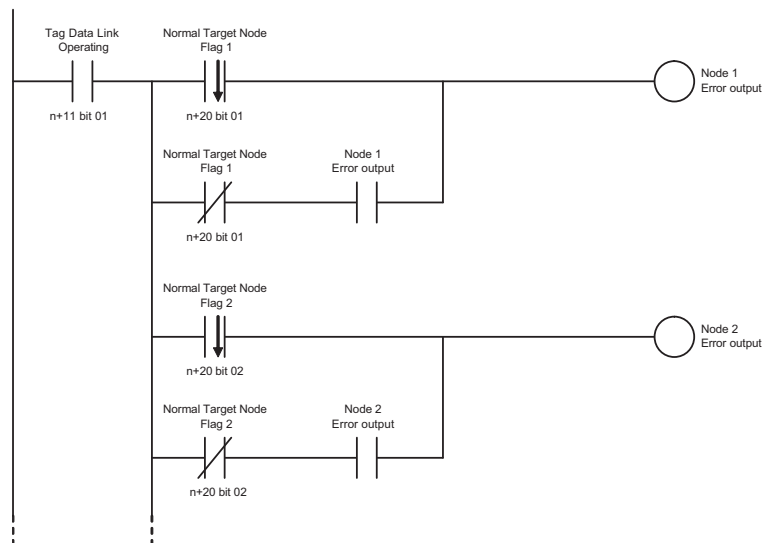 Tag Data Link
Operating
n+11 bit 01
Normal Target Node
Flag 1
n+20 bit 01
Node 1
Error output
Normal Target Node
Flag 1
n+20 bit 01
Node 1
Error output
Normal Target Node
Flag 2
n+20 bit 02
Node 2
Error output
Normal Target Node
Flag 2
n+20 bit 02
Node 2
Error output